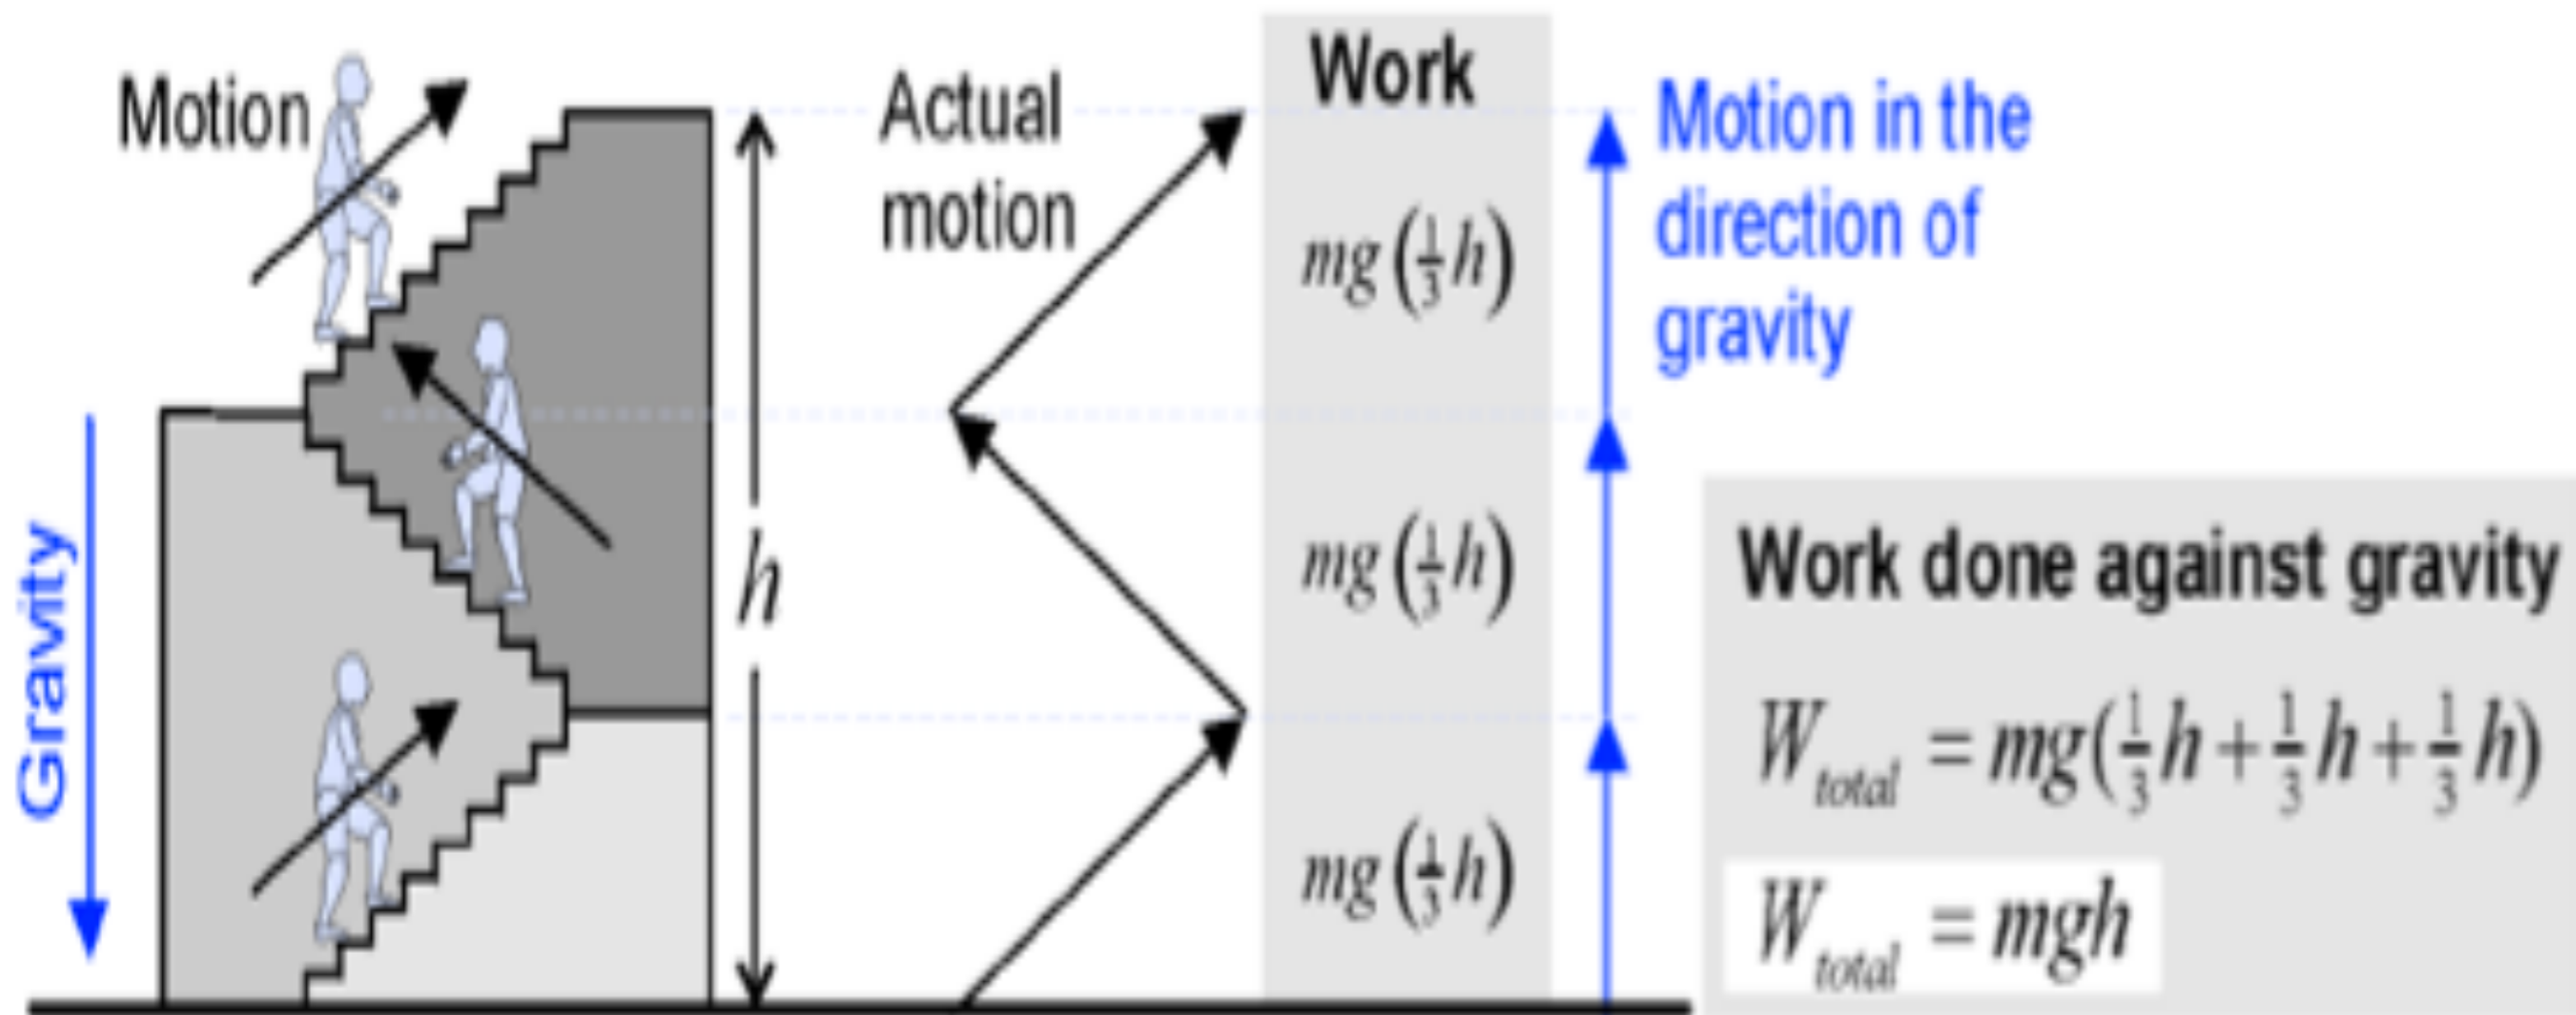 Motion
Gravity
h
Actual
motion
Work
mg(1/3 h)
mg(1/3 h)
mg(1/3 h)
Motion in the
direction of
gravity
Work done against gravity
W_total = mg(1/3 h + 1/3 h + 1/3 h)
W_total = mgh